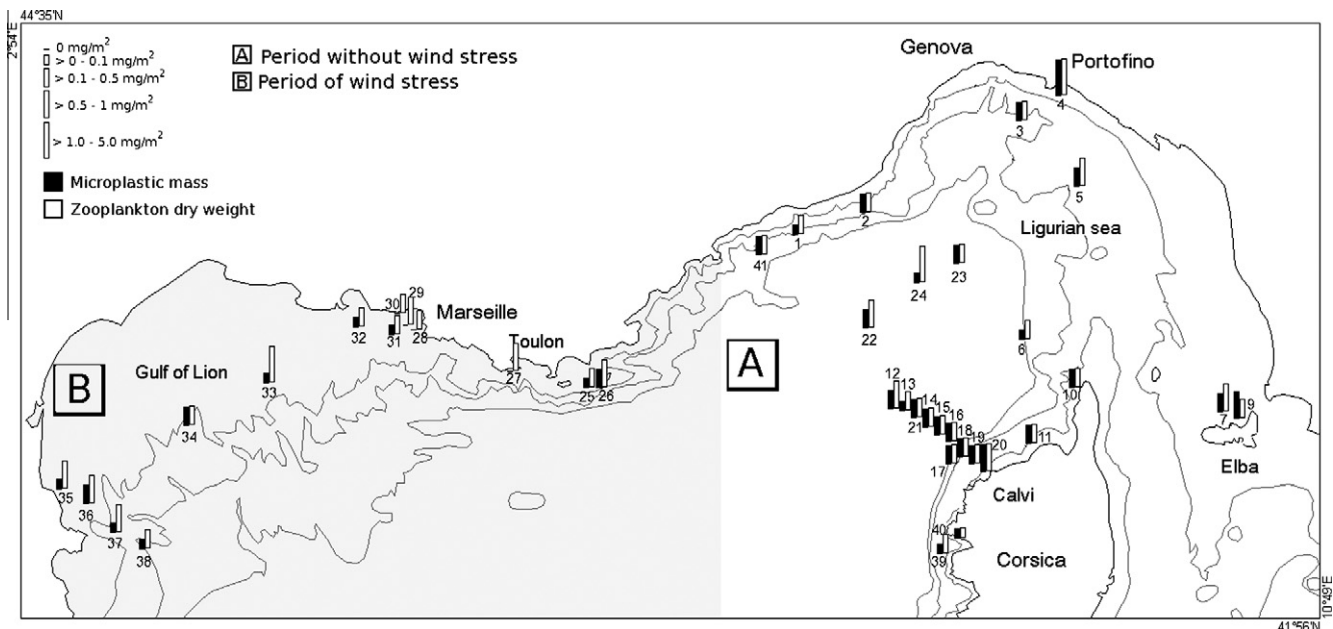 44°35'N
2°54'E
0 mg/m²
> 0 - 0.1 mg/m²
> 0.1 - 0.5 mg/m²
> 0.5 - 1 mg/m²
> 1.0 - 5.0 mg/m²
Microplastic mass
Zooplankton dry weight
A Period without wind stress
B Period of wind stress
Genova
Portofino
4
3
5
Ligurian sea
2
1
41
23
24
22
6
29
30
Marseille
32
31
28
Toulon
27
25
26
Gulf of Lion
33
B
A
34
35
36
37
38
12
13
14
15
16
21
18
19
20
17
11
10
7
9
Elba
Calvi
40
39
Corsica
10°49'E
41°56'N